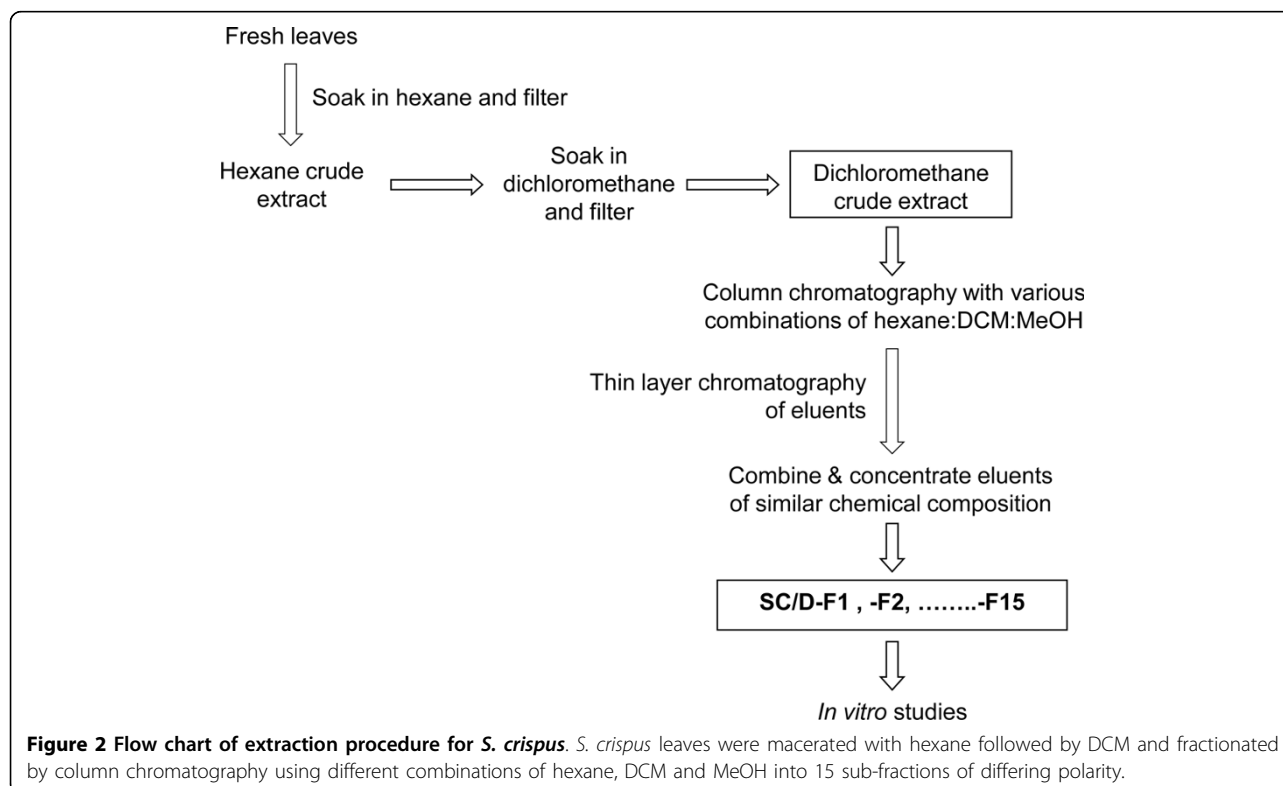 Fresh leaves
Soak in hexane and filter
Hexane crude
extract
Soak in
dichloromethane
and filter
Dichloromethane
crude extract
Column chromatography with various
combinations of hexane:DCM:MeOH
Thin layer chromatography
of eluents
Combine & concentrate eluents
of similar chemical composition
SC/D-F1 , -F2, ……..-F15
In vitro studies
Figure 2 Flow chart of extraction procedure for S. crispus. S. crispus leaves were macerated with hexane followed by DCM and fractionated
by column chromatography using different combinations of hexane, DCM and MeOH into 15 sub-fractions of differing polarity.